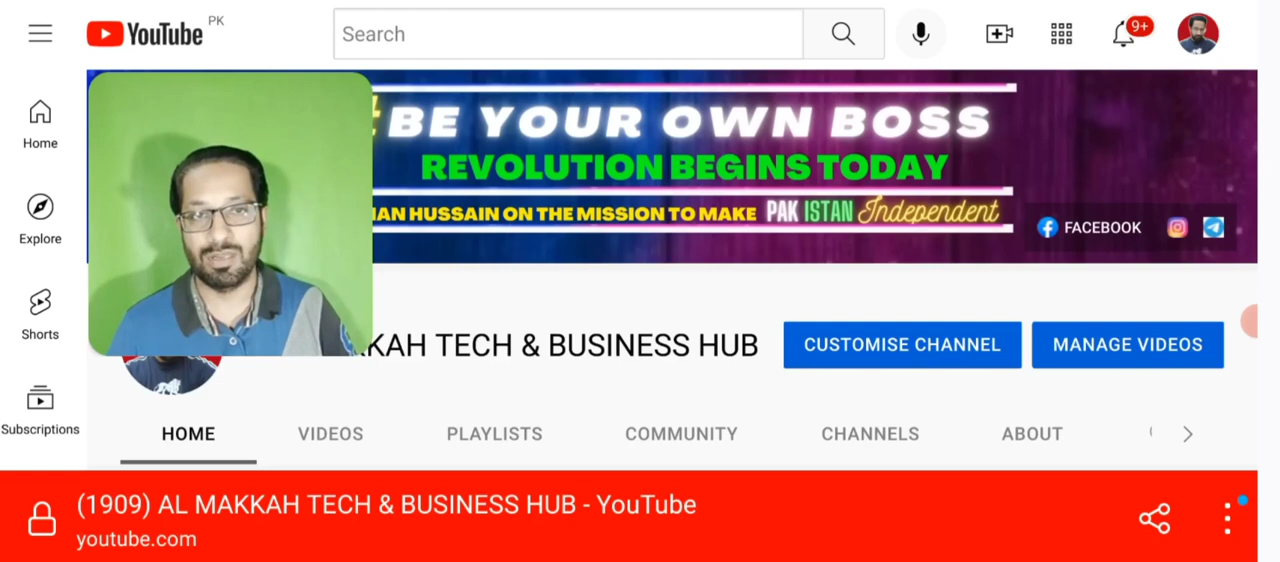 YouTube PK
Search
9+
Home
Explore
Shorts
Subscriptions
BE YOUR OWN BOSS
REVOLUTION BEGINS TODAY
HUSSAIN ON THE MISSION TO MAKE PAK ISTAN Independent
FACEBOOK
TECH & BUSINESS HUB
CUSTOMISE CHANNEL
MANAGE VIDEOS
HOME
VIDEOS
PLAYLISTS
COMMUNITY
CHANNELS
ABOUT
(1909) AL MAKKAH TECH & BUSINESS HUB - YouTube
youtube.com